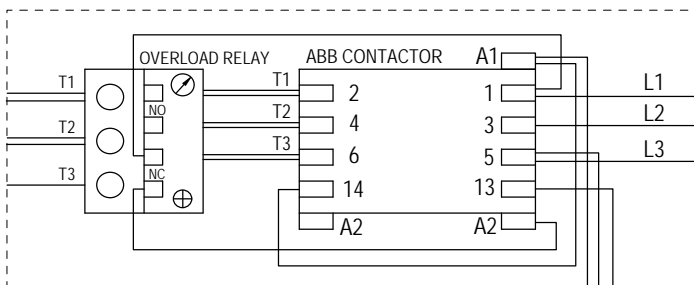 OVERLOAD RELAY
ABB CONTACTOR
A1
T1
T1
2
1
L1
NO
T2
T2
4
3
L2
T3
6
5
L3
T3
NC
14
13
A2
A2